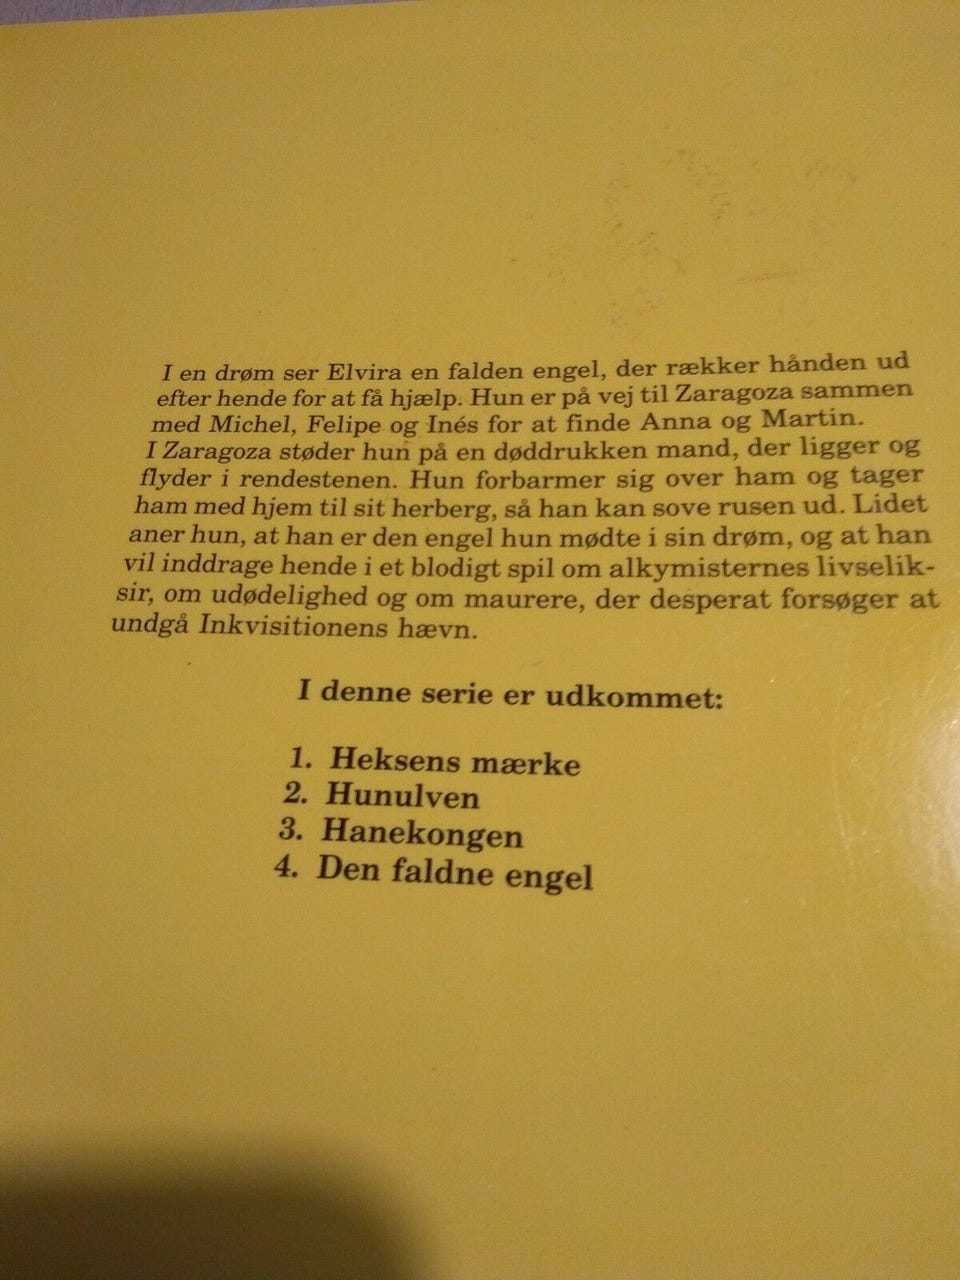 I en drøm ser Elvira en falden engel, der rækker hånden ud
efter hende for at få hjælp. Hun er på vej til Zaragoza sammen
med Michel, Felipe og Inés for at finde Anna og Martin.
I Zaragoza støder hun på en døddrukken mand, der ligger og
flyder i rendestenen. Hun forbarmer sig over ham og tager
ham med hjem til sit herberg, så han kan sove rusen ud. Lidet
aner hun, at han er den engel hun mødte i sin drøm, og at han
vil inddrage hende i et blodigt spil om alkymisternes livselik-
sir, om udødelighed og om maurere, der desperat forsøger at
undgå Inkvisitionens hævn.
I denne serie er udkommet:
1. Heksens mærke
2. Hunulven
3. Hanekongen
4. Den faldne engel